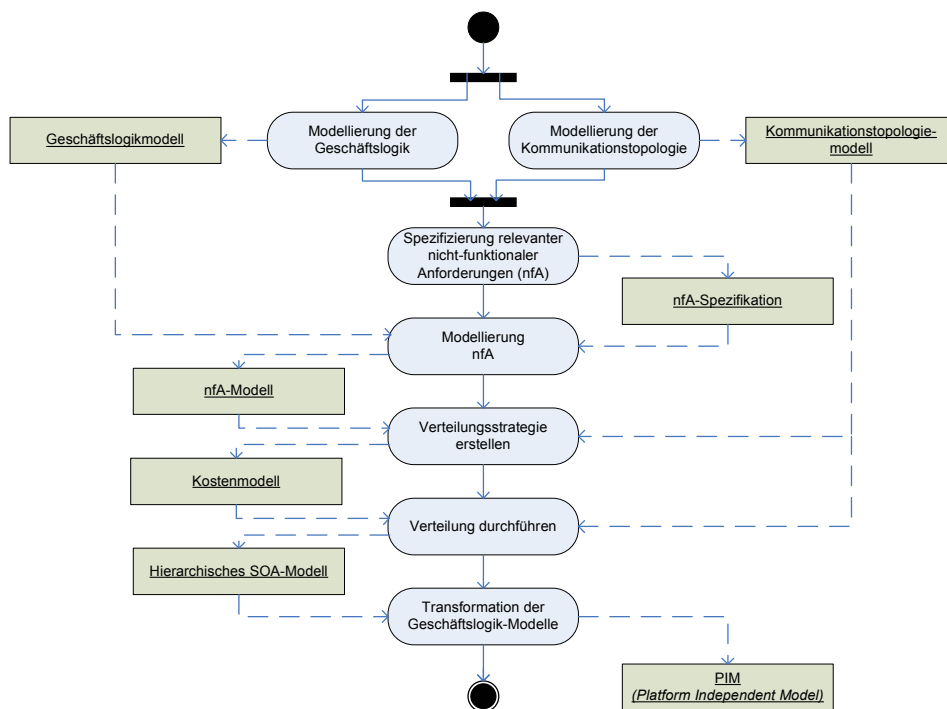 Geschäftslogikmodell
Modellierung der
Geschäftslogik
Modellierung der
Kommunikationstopologie
Kommunikationstopologie-
modell
Spezifizierung relevanter
nicht-funktionaler
Anforderungen (nfA)
nfA-Spezifikation
Modellierung
nfA
nfA-Modell
Verteilungsstrategie
erstellen
Kostenmodell
Verteilung durchführen
Hierarchisches SOA-Modell
Transformation der
Geschäftslogik-Modelle
PIM
(Platform Independent Model)